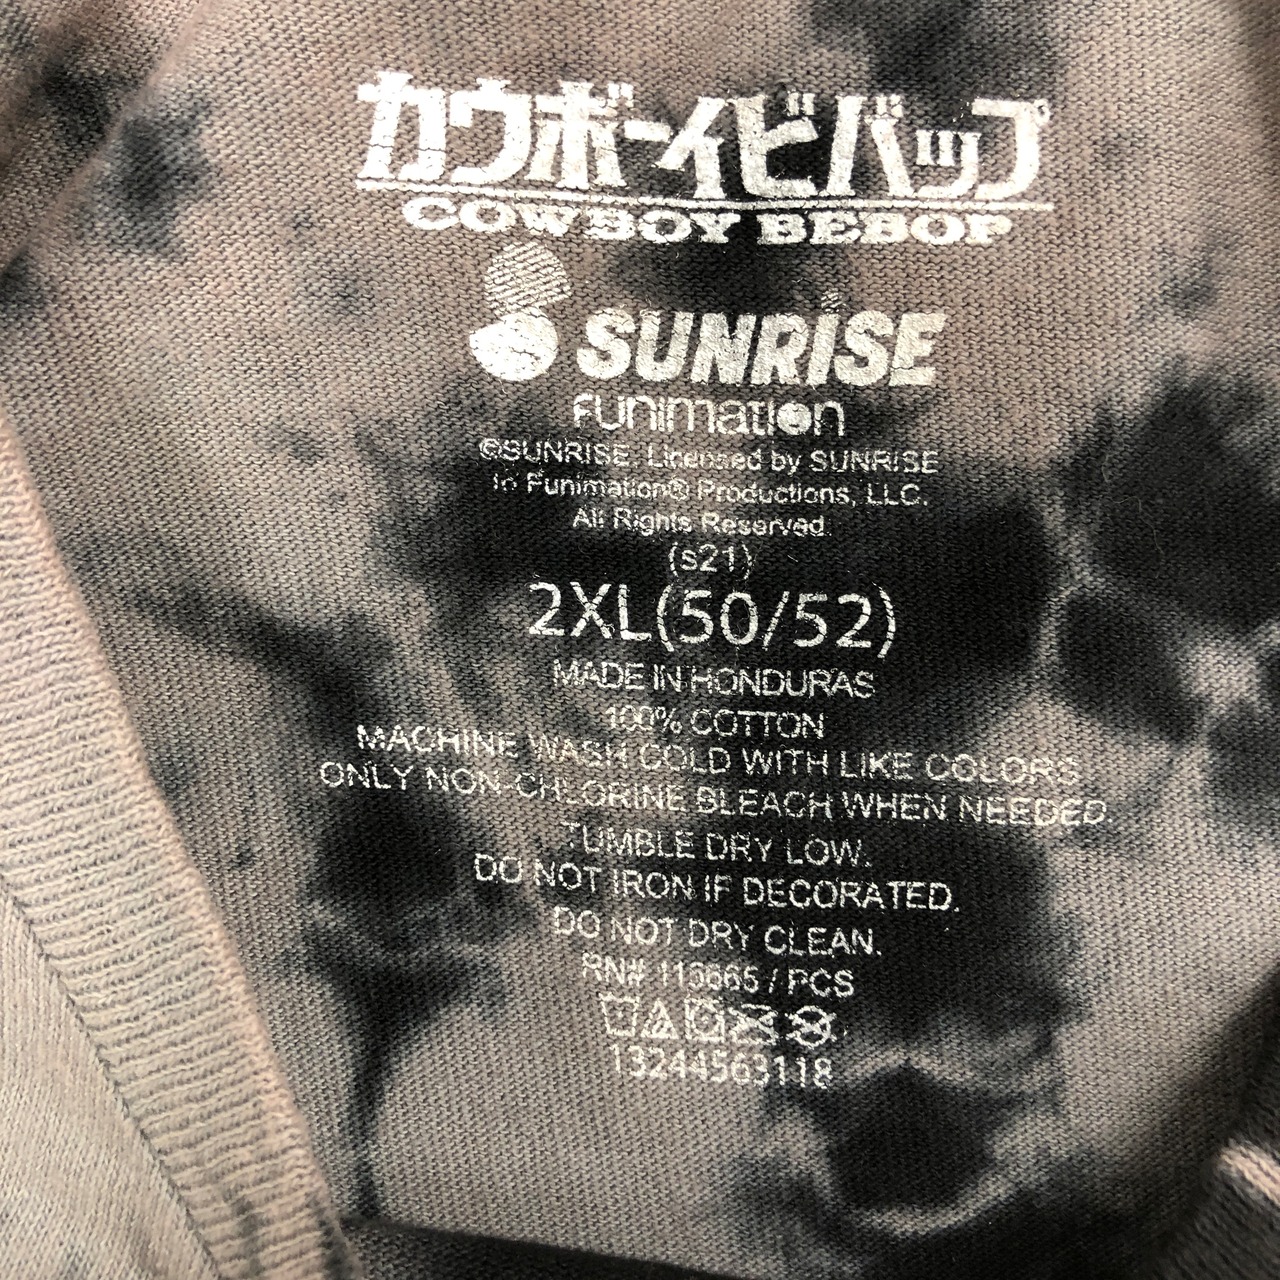 カウボーイビバップ
COWBOY BEBOP
SUNRISE
FUnimation
©SUNRISE. Licensed by SUNRISE
to Funimation® Productions, LLC.
All Rights Reserved.
(s21)
2XL(50/52)
MADE IN HONDURAS
100% COTTON
MACHINE WASH COLD WITH LIKE COLORS
ONLY NON-CHLORINE BLEACH WHEN NEEDED.
TUMBLE DRY LOW.
DO NOT IRON IF DECORATED.
DO NOT DRY CLEAN.
RN# 113665 / PCS
13244563118